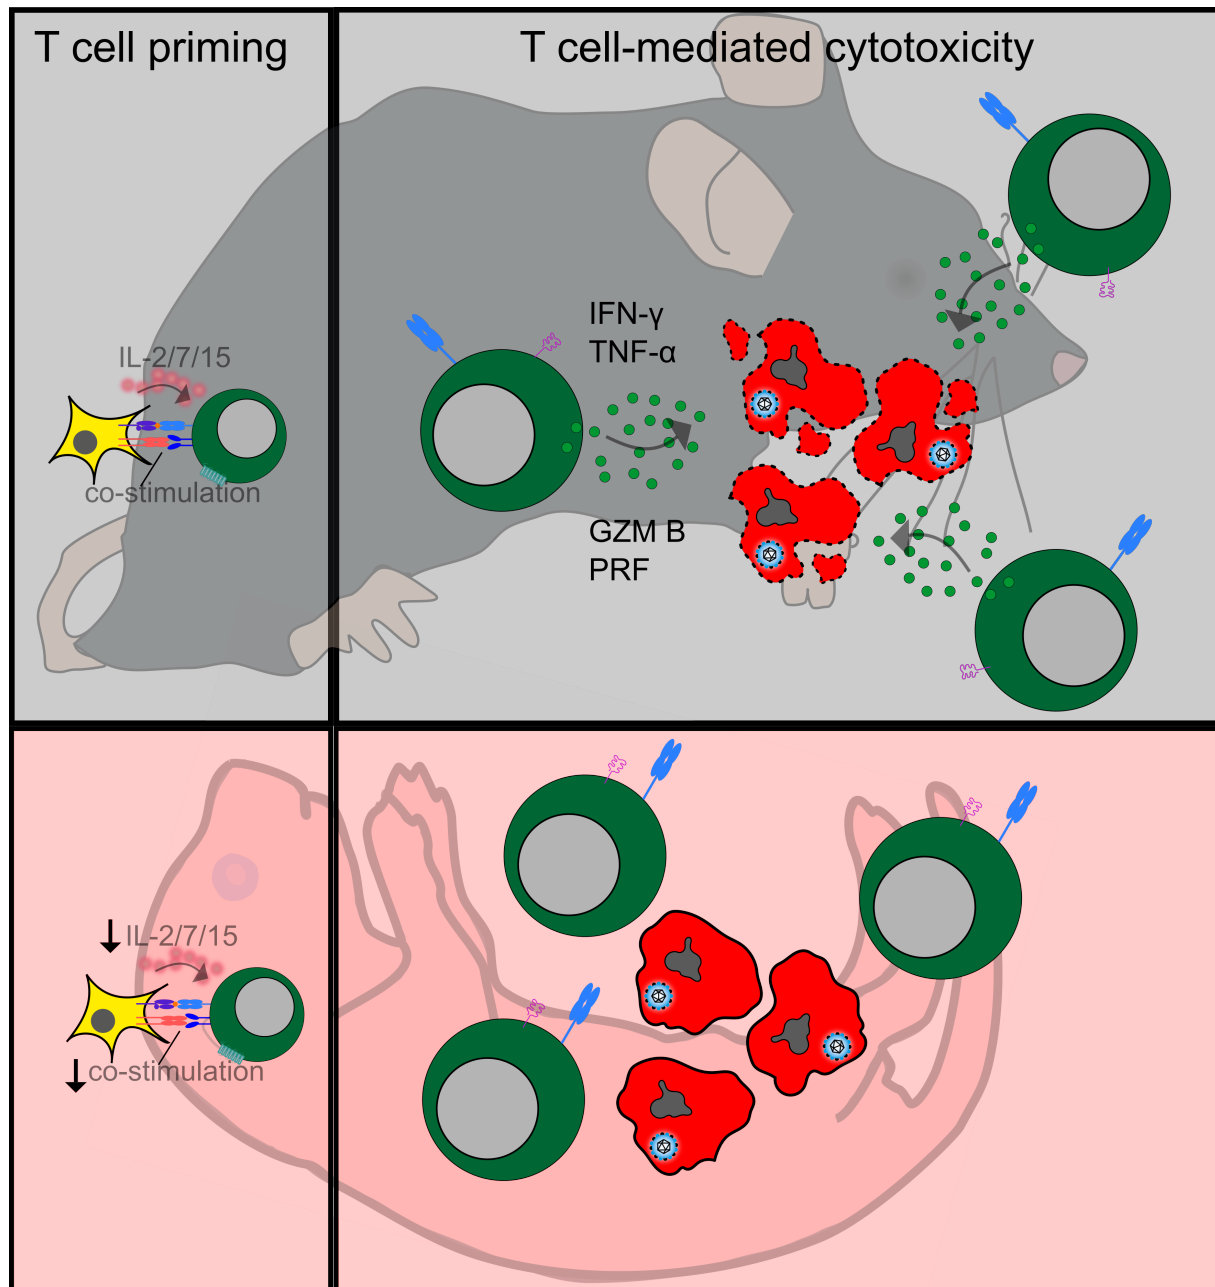 T cell priming
T cell-mediated cytotoxicity
IL-2/7/15
co-stimulation
IFN-γ
TNF-α
GZM B
PRF
↓ IL-2/7/15
↓ co-stimulation